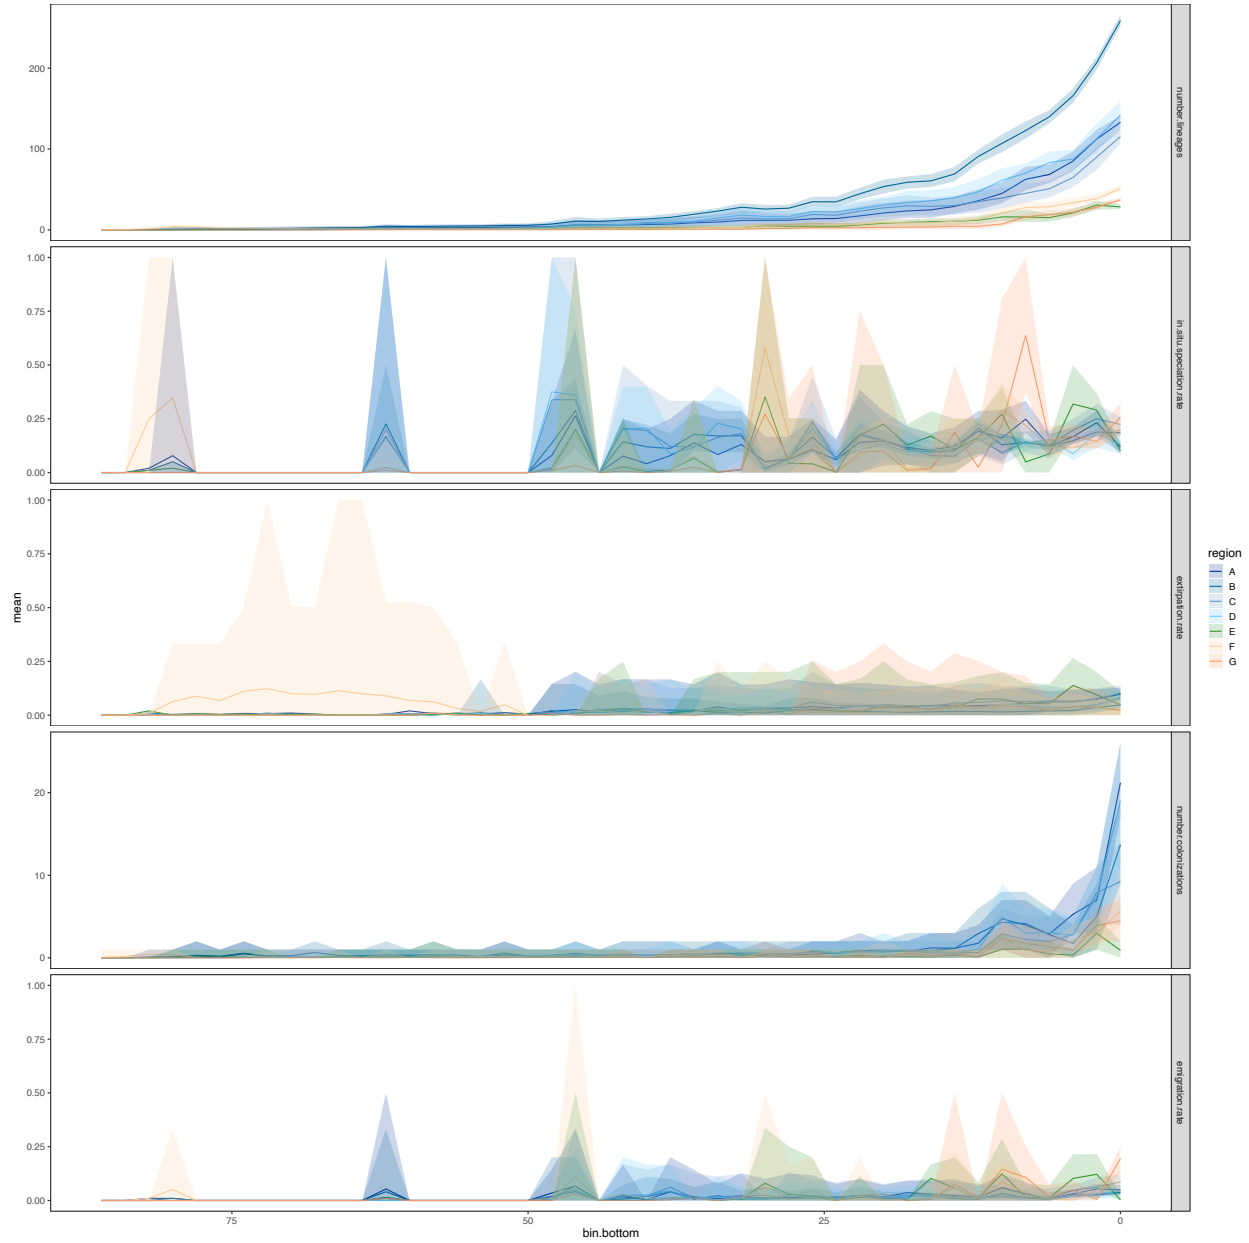 200
100
0
number.lineages
1.00
0.75
0.50
0.25
0.00
in.situ.speciation.rate
1.00
0.75
0.50
0.25
0.00
extirpation.rate
mean
20
10
0
number.colonizations
1.00
0.75
0.50
0.25
0.00
emigration.rate
75
50
25
0
bin.bottom
region
A
B
C
D
E
F
G